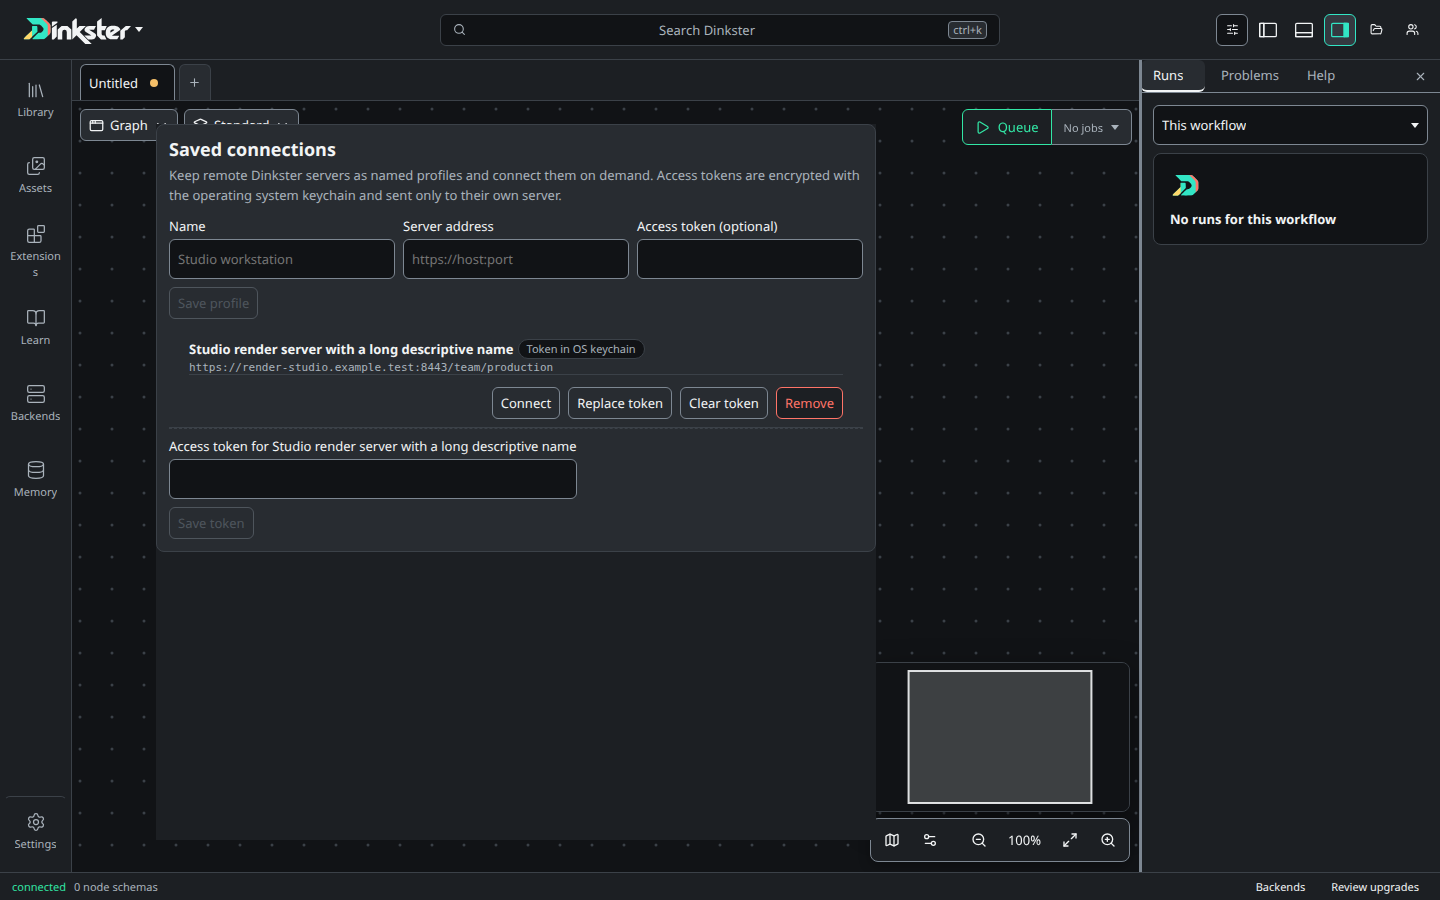 Dinkster
Search Dinkster
ctrl+k
Library
Assets
Extension
s
Learn
Backends
Memory
Settings
Untitled
Graph
Standard
Queue
No jobs
Saved connections
Keep remote Dinkster servers as named profiles and connect them on demand. Access tokens are encrypted with
the operating system keychain and sent only to their own server.
Name
Server address
Access token (optional)
Studio workstation
https://host:port
Save profile
Studio render server with a long descriptive name
Token in OS keychain
https://render-studio.example.test:8443/team/production
Connect
Replace token
Clear token
Remove
Access token for Studio render server with a long descriptive name
Save token
100%
Runs
Problems
Help
This workflow
No runs for this workflow
connected
0 node schemas
Backends
Review upgrades